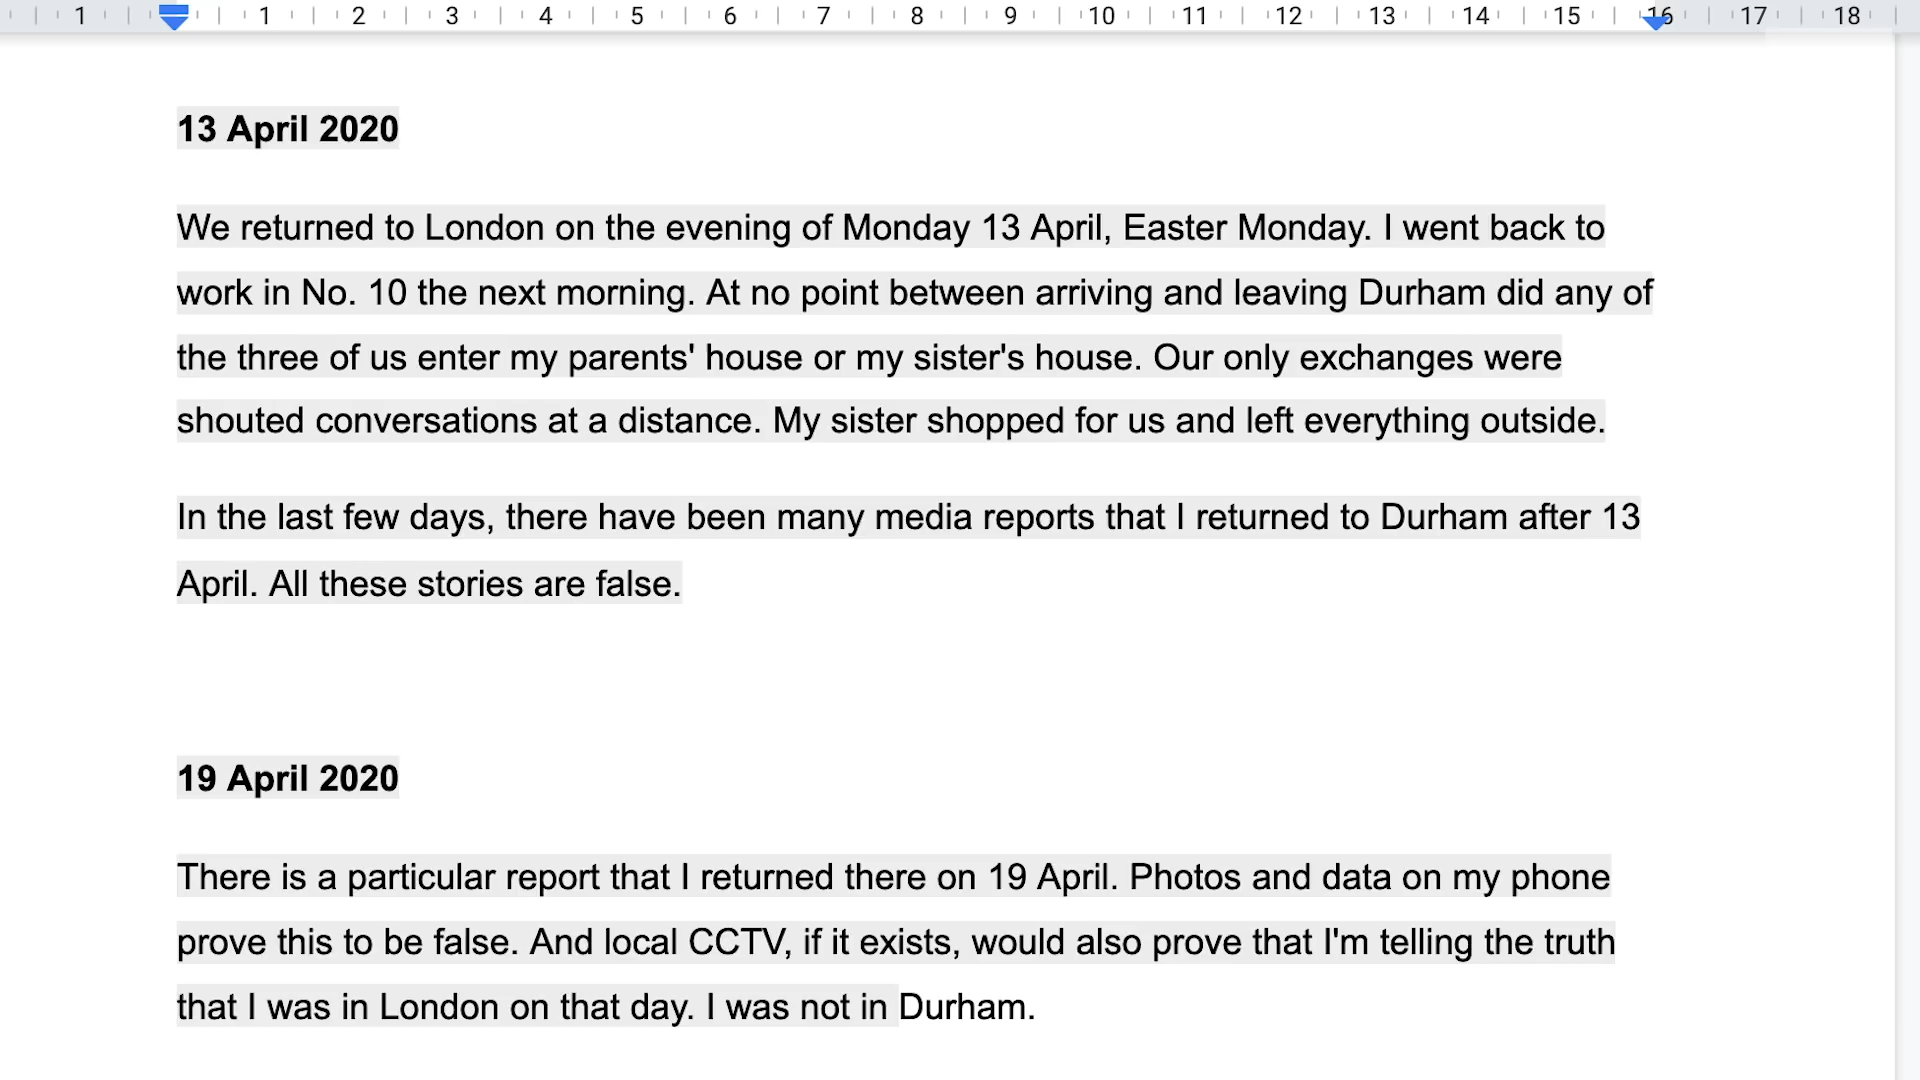 1 1 2 3 4 5 6 7 8 9 10 11 12 13 14 15 16 17 18
13 April 2020
We returned to London on the evening of Monday 13 April, Easter Monday. I went back to
work in No. 10 the next morning. At no point between arriving and leaving Durham did any of
the three of us enter my parents' house or my sister's house. Our only exchanges were
shouted conversations at a distance. My sister shopped for us and left everything outside.
In the last few days, there have been many media reports that I returned to Durham after 13
April. All these stories are false.
19 April 2020
There is a particular report that I returned there on 19 April. Photos and data on my phone
prove this to be false. And local CCTV, if it exists, would also prove that I'm telling the truth
that I was in London on that day. I was not in Durham.